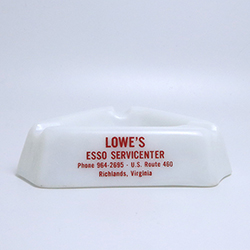 LOWE'S
ESSO SERVICENTER
Phone 964-2695 - U.S. Route 460
Richlands, Virginia